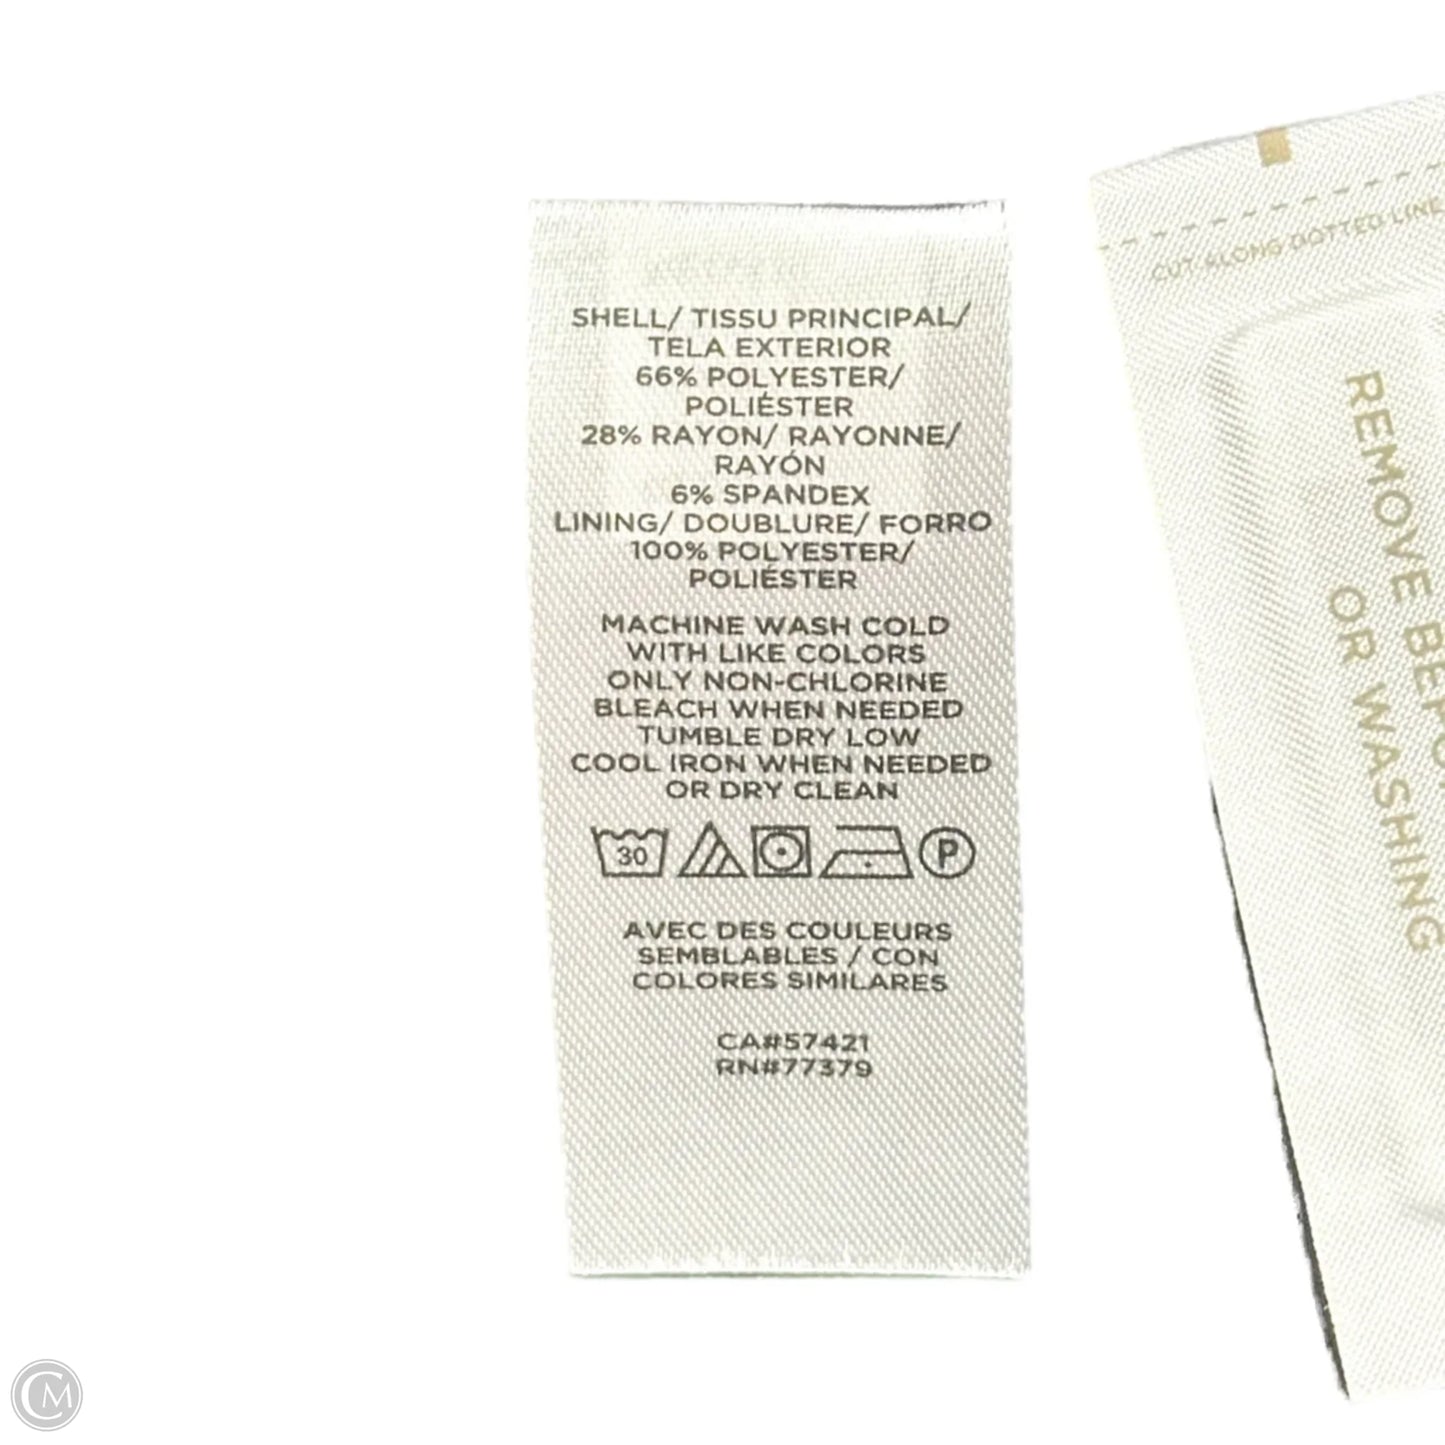 SHELL/ TISSU PRINCIPAL/
TELA EXTERIOR
66% POLYESTER/
POLIÉSTER
28% RAYON/ RAYONNE/
RAYÓN
6% SPANDEX
LINING/ DOUBLURE/ FORRO
100% POLYESTER/
POLIÉSTER
MACHINE WASH COLD
WITH LIKE COLORS
ONLY NON-CHLORINE
BLEACH WHEN NEEDED
TUMBLE DRY LOW
COOL IRON WHEN NEEDED
OR DRY CLEAN
30 P
AVEC DES COULEURS
SEMBLABLES / CON
COLORES SIMILARES
CA#57421
RN#77379
CUT ALONG DOTTED LINE
REMOVE
OR WASHING
CM